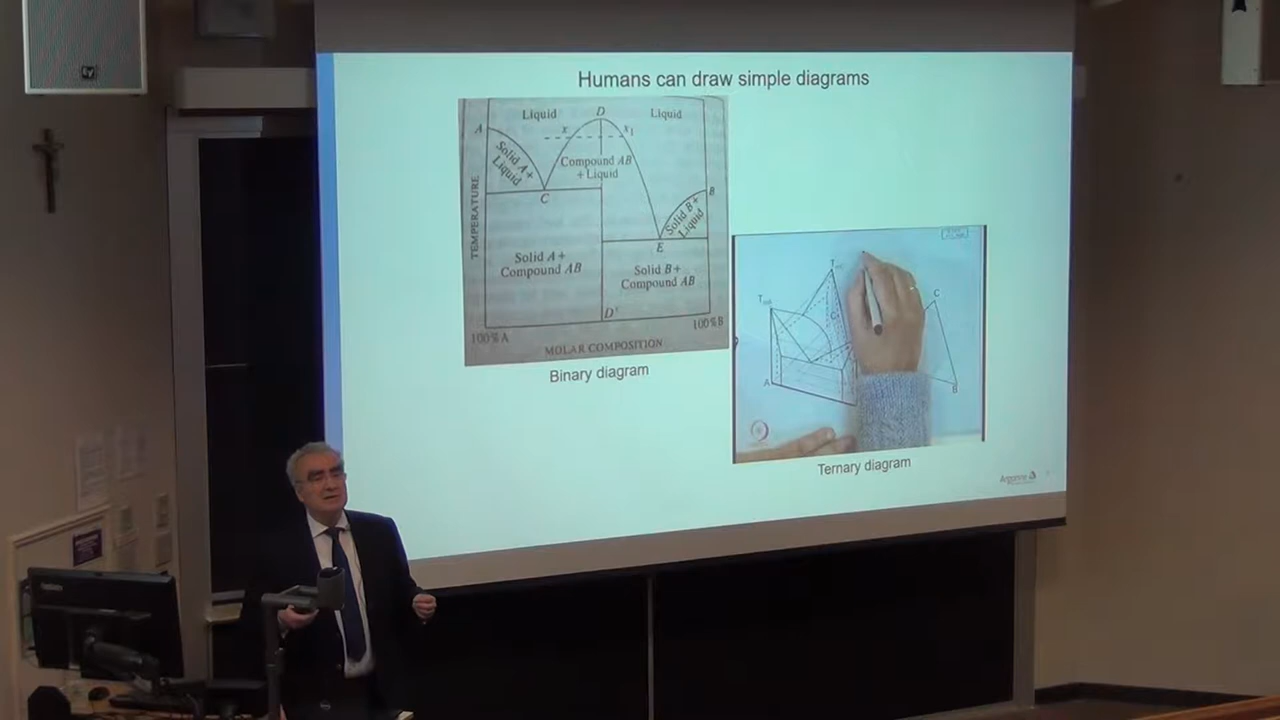 Humans can draw simple diagrams
Liquid
D
Liquid
A
x
x₁
Solid A+
Liquid
Compound AB
+ Liquid
C
B
Solid B+
Liquid
E
TEMPERATURE
Solid A+
Compound AB
Solid B+
Compound AB
D'
100% A
100% B
MOLAR COMPOSITION
Binary diagram
T
C
A
B
Ternary diagram
Argonne